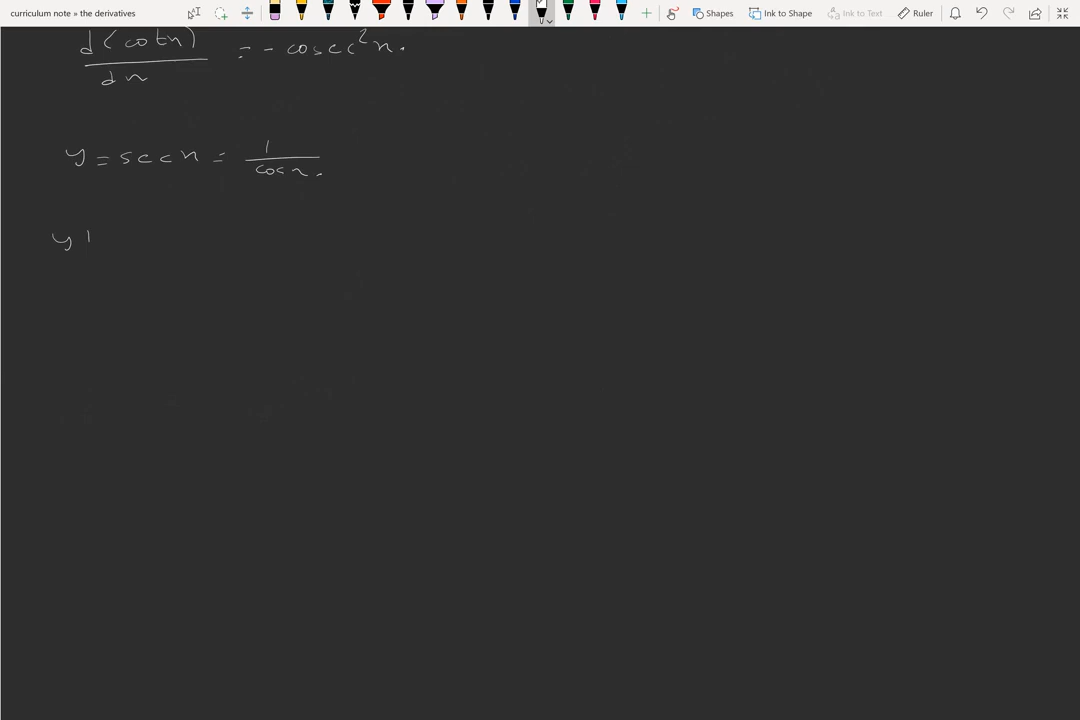 curriculum note » the derivatives
Shapes Ink to Shape Ink to Text Ruler
d(cotx)
dx
= - cosec²x.
y = secx = 1
cosx.
y'